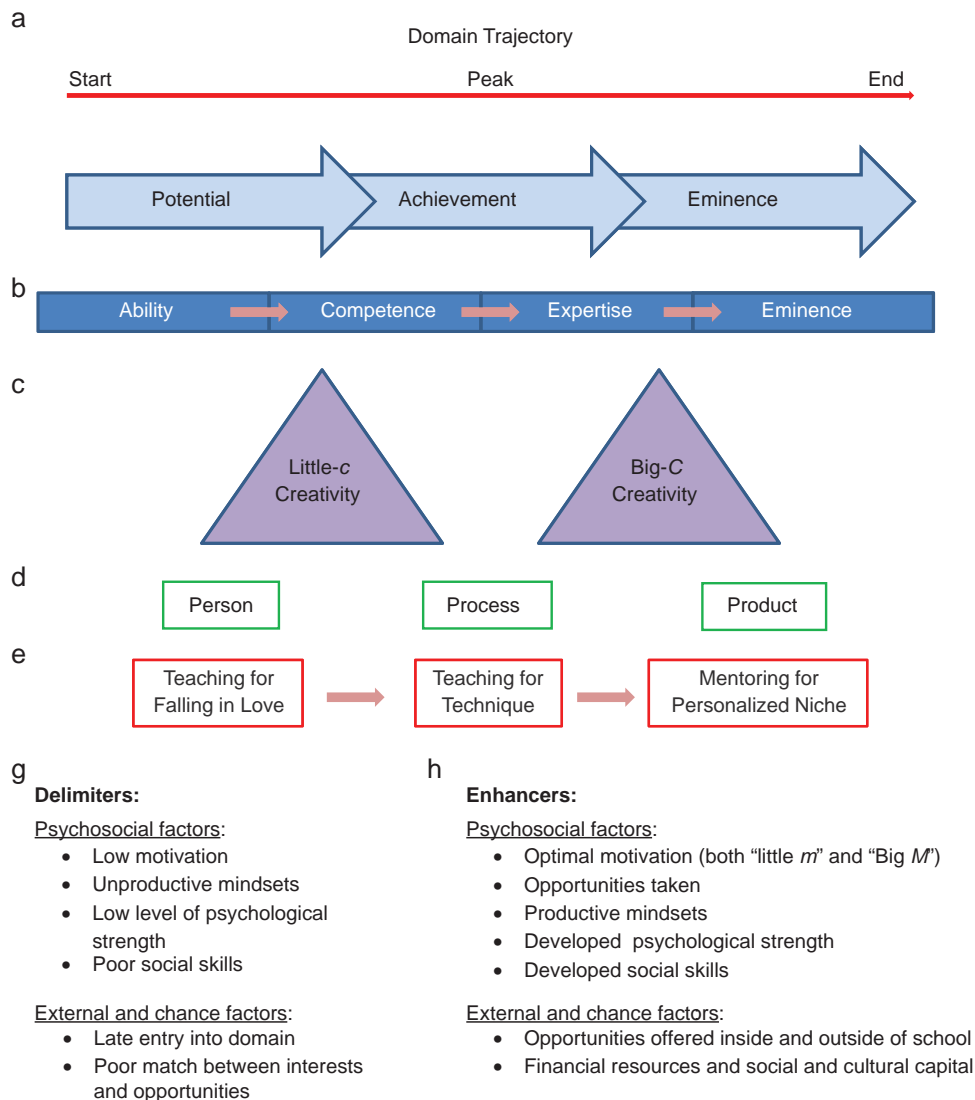 a
Domain Trajectory
Start Peak End
Potential Achievement Eminence
b
Ability Competence Expertise Eminence
c
Little-c Big-C
Creativity Creativity
d
Person Process Product
e
Teaching for Teaching for Mentoring for
Falling in Love Technique Personalized Niche
g
Delimiters:
Psychosocial factors:
• Low motivation
• Unproductive mindsets
• Low level of psychological
strength
• Poor social skills
External and chance factors:
• Late entry into domain
• Poor match between interests
and opportunities
h
Enhancers:
Psychosocial factors:
• Optimal motivation (both “little m” and “Big M”)
• Opportunities taken
• Productive mindsets
• Developed psychological strength
• Developed social skills
External and chance factors:
• Opportunities offered inside and outside of school
• Financial resources and social and cultural capital